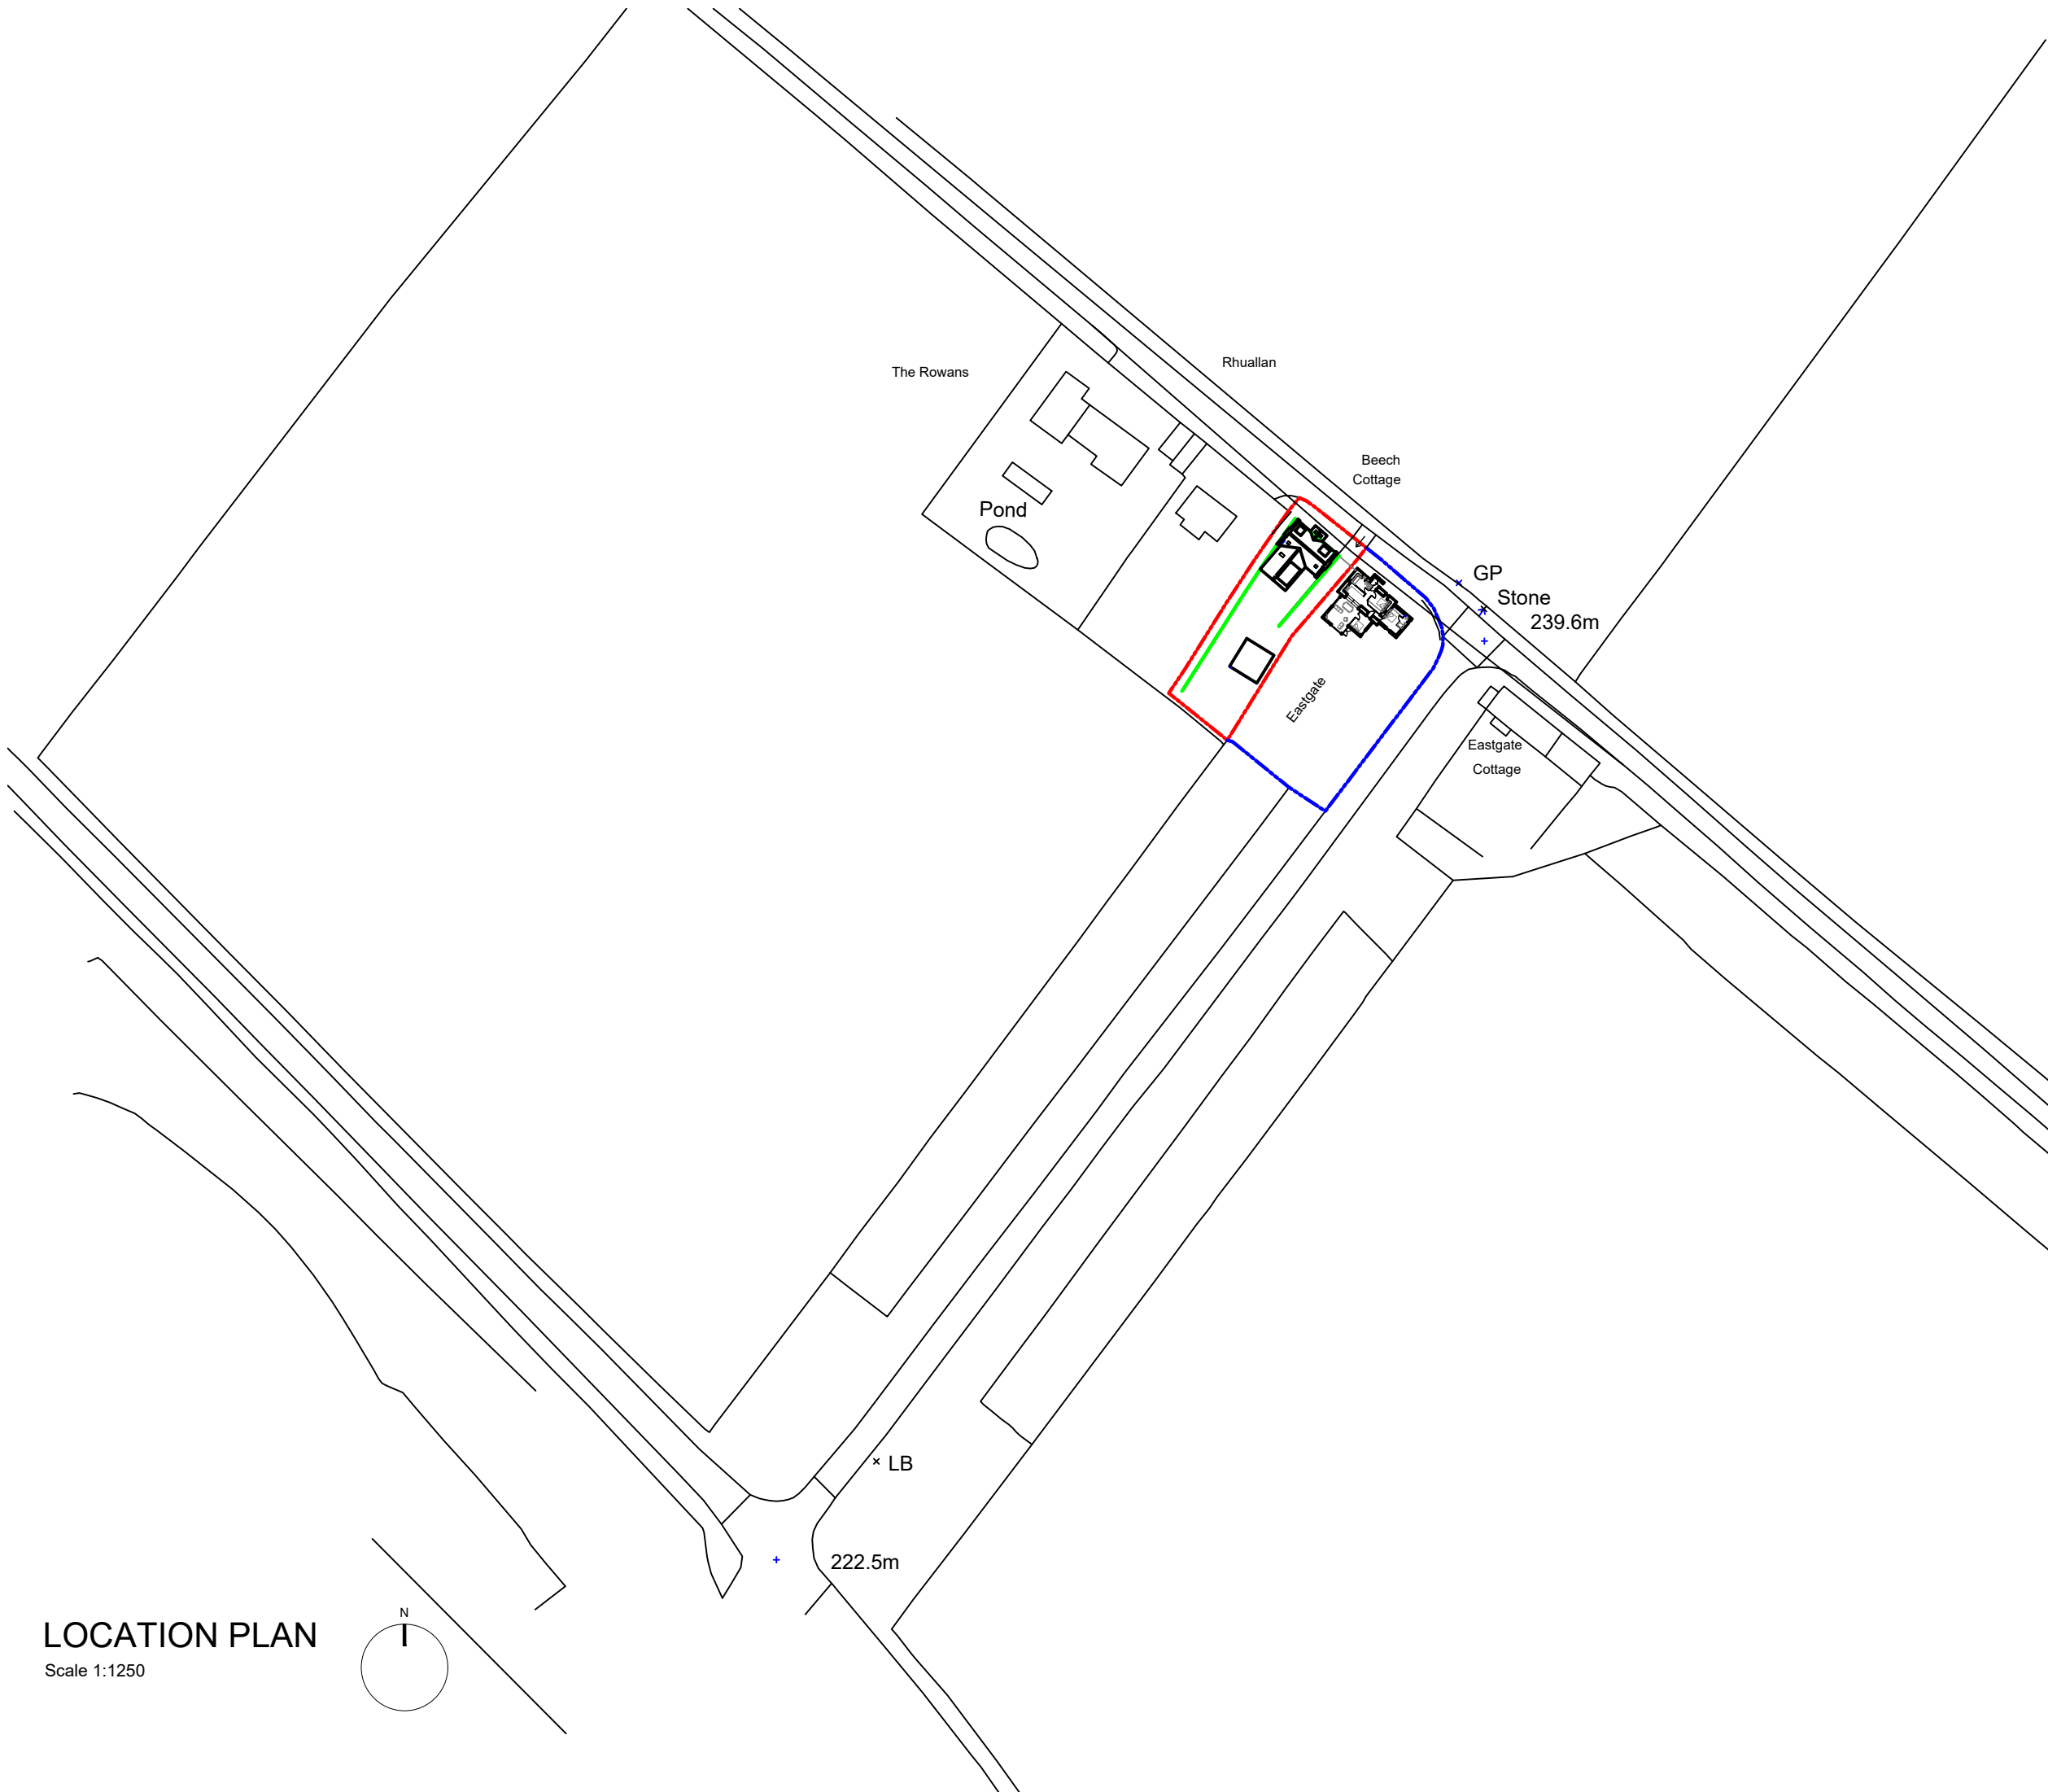 Rhuallan
The Rowans
Beech
Cottage
Pond
GP
Stone
239.6m
Eastgate
Eastgate
Cottage
LB
222.5m
N
LOCATION PLAN
Scale 1:1250